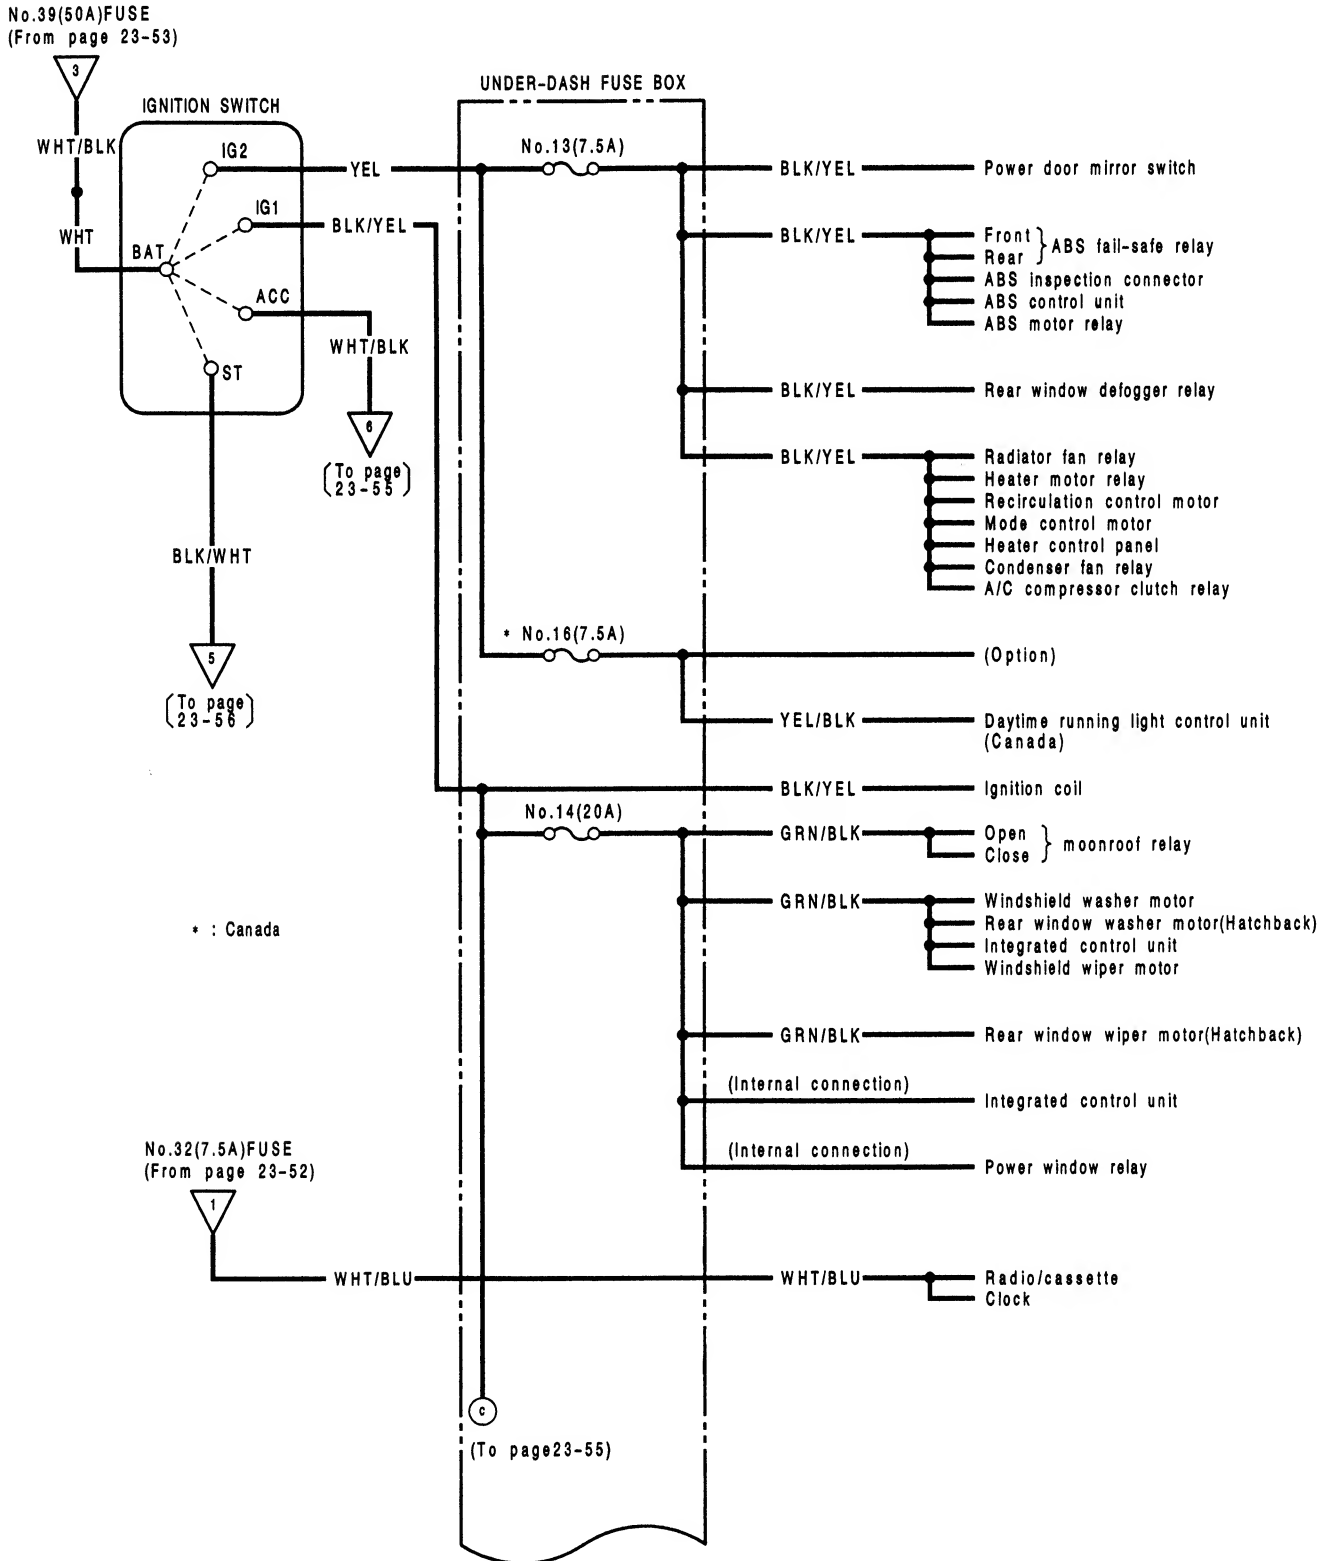 No.39(50A)FUSE
(From page 23-53)
3
UNDER-DASH FUSE BOX
IGNITION SWITCH
WHT/BLK
IG2
YEL
No.13(7.5A)
BLK/YEL
Power door mirror switch
IG1
BLK/YEL
WHT
BAT
BLK/YEL
Front
Rear
ABS fail-safe relay
ABS inspection connector
ABS control unit
ABS motor relay
ACC
WHT/BLK
ST
BLK/YEL
Rear window defogger relay
6
(To page
23-55)
BLK/YEL
Radiator fan relay
Heater motor relay
Recirculation control motor
Mode control motor
Heater control panel
Condenser fan relay
A/C compressor clutch relay
BLK/WHT
5
(To page
23-56)
* No.16(7.5A)
(Option)
YEL/BLK
Daytime running light control unit
(Canada)
BLK/YEL
Ignition coil
No.14(20A)
GRN/BLK
Open
Close
moonroof relay
GRN/BLK
Windshield washer motor
Rear window washer motor(Hatchback)
Integrated control unit
Windshield wiper motor
* : Canada
GRN/BLK
Rear window wiper motor(Hatchback)
(Internal connection)
Integrated control unit
(Internal connection)
Power window relay
No.32(7.5A)FUSE
(From page 23-52)
1
WHT/BLU
WHT/BLU
Radio/cassette
Clock
c
(To page23-55)